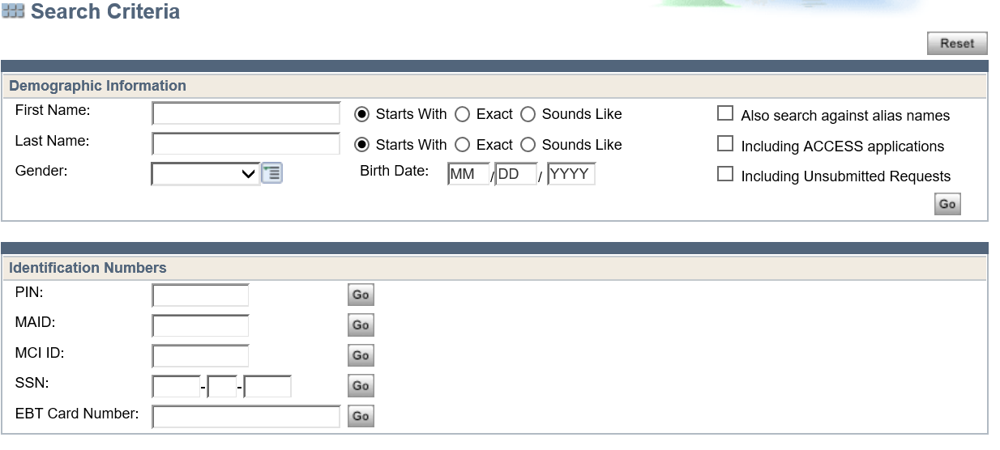 Search Criteria
Reset
Demographic Information
First Name: Starts With Exact Sounds Like Also search against alias names
Last Name: Starts With Exact Sounds Like Including ACCESS applications
Gender: Birth Date: MM / DD / YYYY Including Unsubmitted Requests
Go
Identification Numbers
PIN: Go
MAID: Go
MCI ID: Go
SSN: - - Go
EBT Card Number: Go